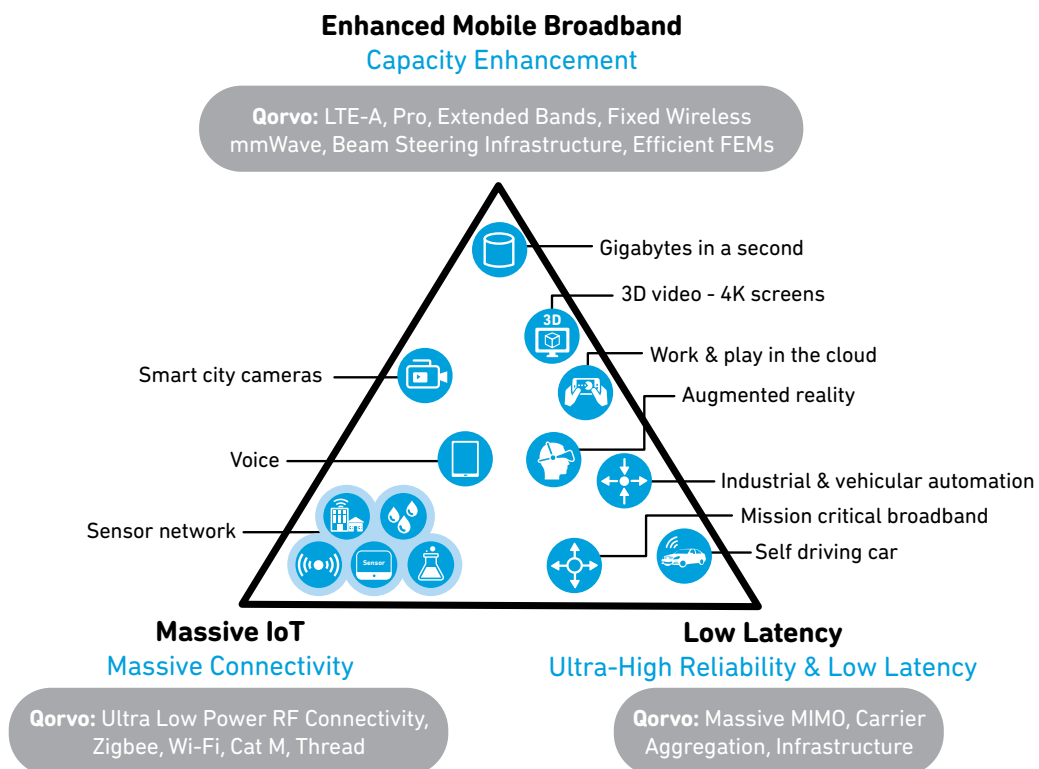 Enhanced Mobile Broadband
Capacity Enhancement
Qorvo: LTE-A, Pro, Extended Bands, Fixed Wireless
mmWave, Beam Steering Infrastructure, Efficient FEMs
Gigabytes in a second
3D video - 4K screens
3D
Work & play in the cloud
Smart city cameras
Augmented reality
Voice
Industrial & vehicular automation
Mission critical broadband
Sensor network
Self driving car
Sensor
Massive IoT
Massive Connectivity
Low Latency
Ultra-High Reliability & Low Latency
Qorvo: Ultra Low Power RF Connectivity,
Zigbee, Wi-Fi, Cat M, Thread
Qorvo: Massive MIMO, Carrier
Aggregation, Infrastructure